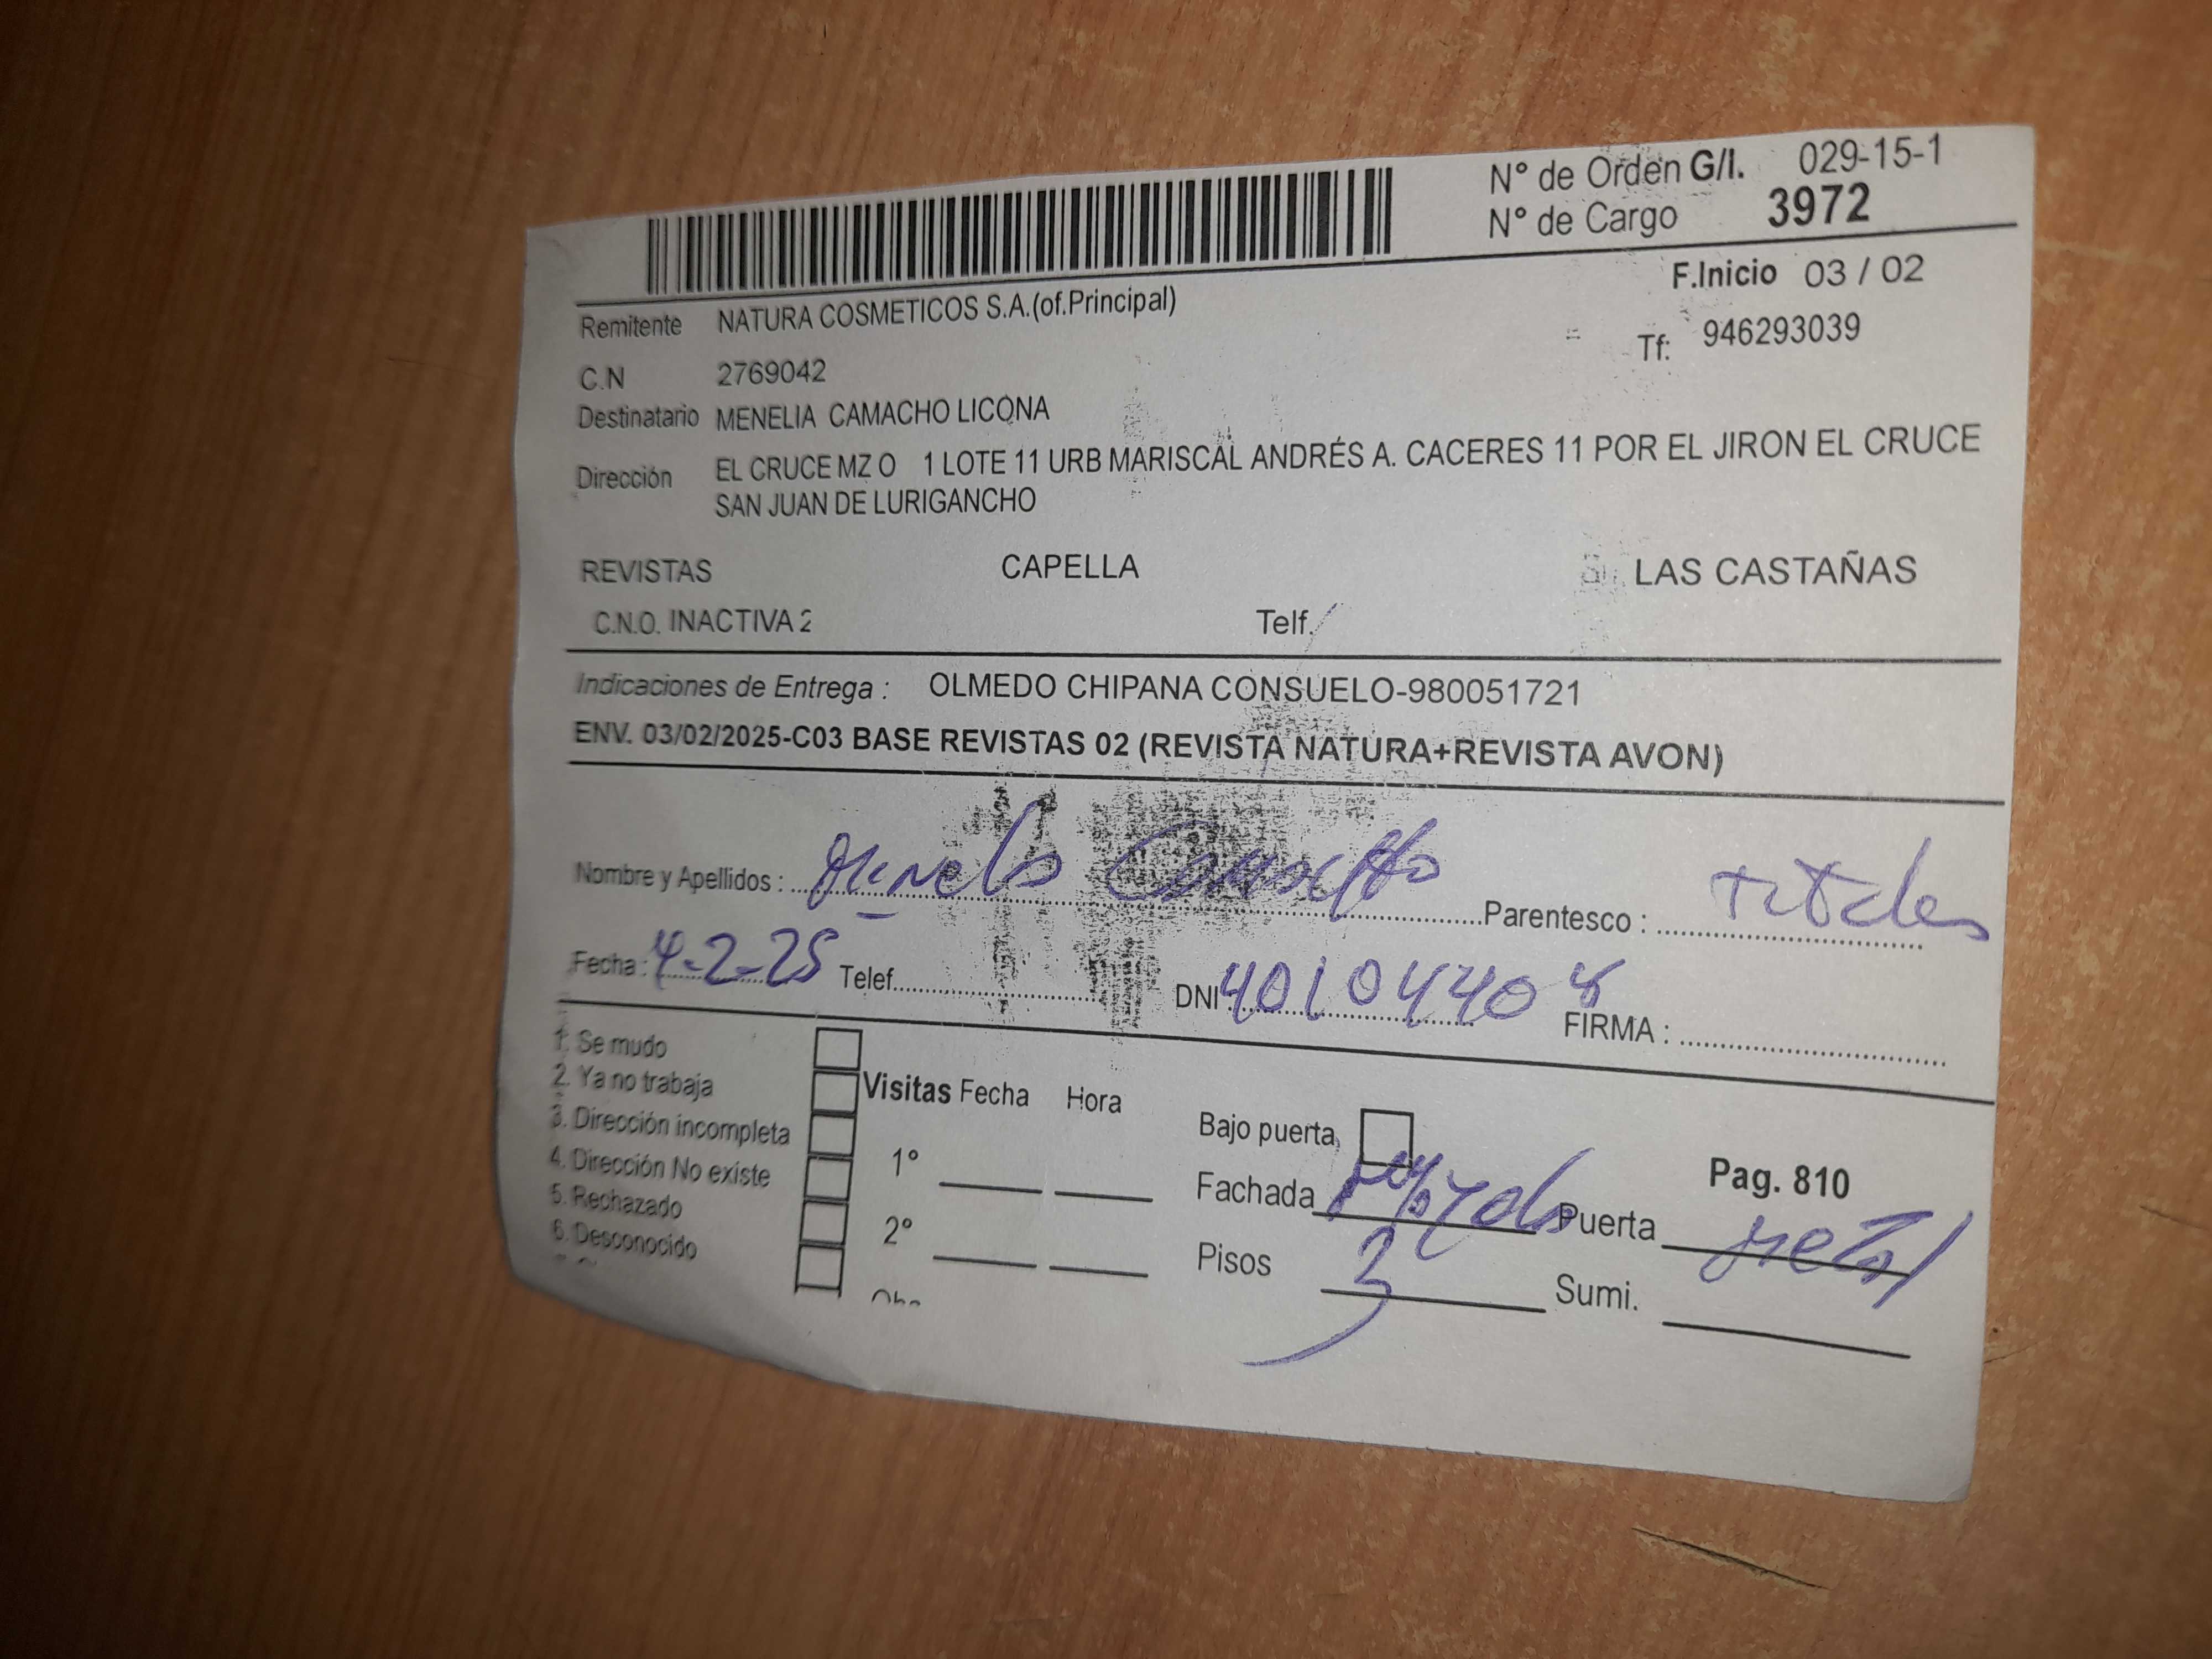 N° de Orden G/I. 029-15-1
N° de Cargo 3972
F.Inicio 03 / 02
Remitente NATURA COSMETICOS S.A.(of.Principal)
Tf: 946293039
C.N 2769042
Destinatario MENELIA CAMACHO LICONA
Dirección EL CRUCE MZ O 1 LOTE 11 URB MARISCAL ANDRÉS A. CACERES 11 POR EL JIRON EL CRUCE
SAN JUAN DE LURIGANCHO
REVISTAS CAPELLA LAS CASTAÑAS
C.N.O. INACTIVA 2 Telf.
Indicaciones de Entrega : OLMEDO CHIPANA CONSUELO-980051721
ENV. 03/02/2025-C03 BASE REVISTAS 02 (REVISTA NATURA+REVISTA AVON)
Nombre y Apellidos : Parentesco :
Fecha : 4-2-25 Telef. DNI 40104408 FIRMA :
1. Se mudo
2. Ya no trabaja
3. Dirección incompleta
4. Dirección No existe
5. Rechazado
6. Desconocido
Visitas Fecha Hora
1°
2°
Bajo puerta
Pag. 810
Fachada Puerta metal
Pisos 3 Sumi.